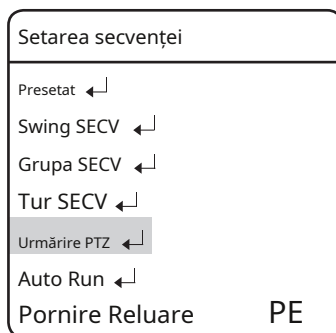 Setarea secvenței
Presetat ↵
Swing SECV ↵
Grupa SECV ↵
Tur SECV ↵
Urmărire PTZ ↵
Auto Run ↵
Pornire Reluare PE